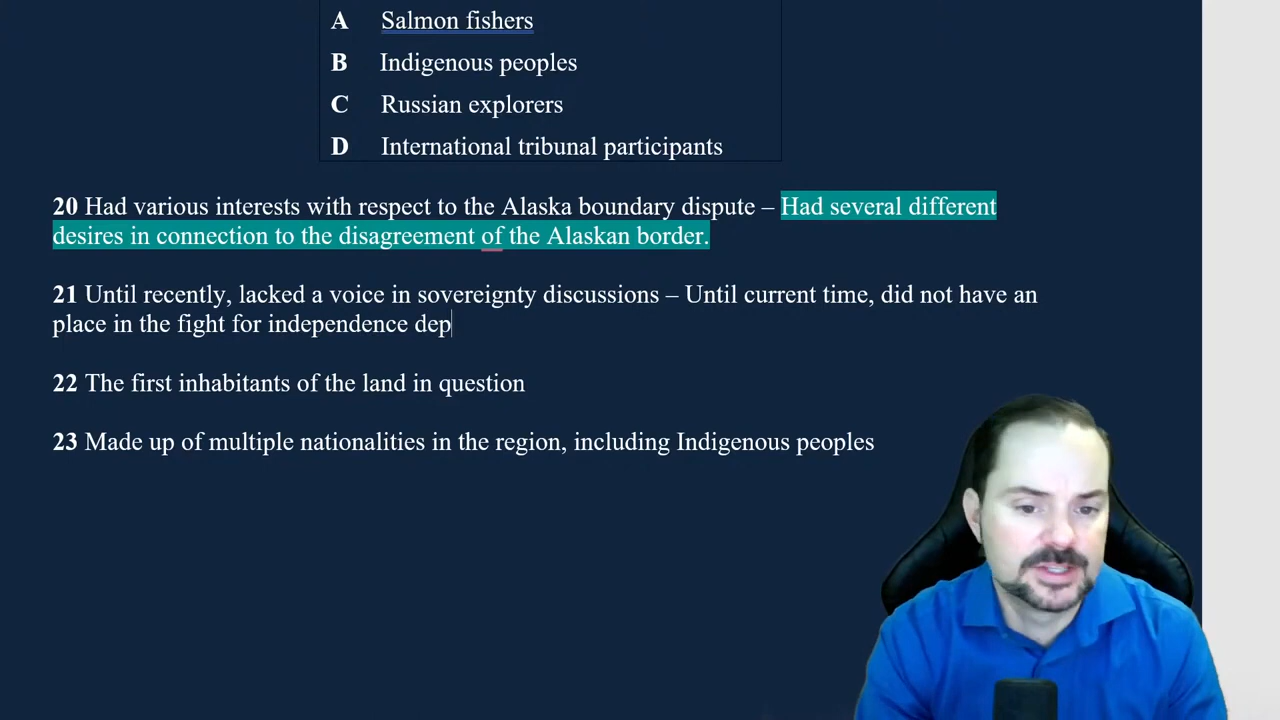 A Salmon fishers
B Indigenous peoples
C Russian explorers
D International tribunal participants
20 Had various interests with respect to the Alaska boundary dispute – Had several different
desires in connection to the disagreement of the Alaskan border.
21 Until recently, lacked a voice in sovereignty discussions – Until current time, did not have an
place in the fight for independence dep
22 The first inhabitants of the land in question
23 Made up of multiple nationalities in the region, including Indigenous peoples